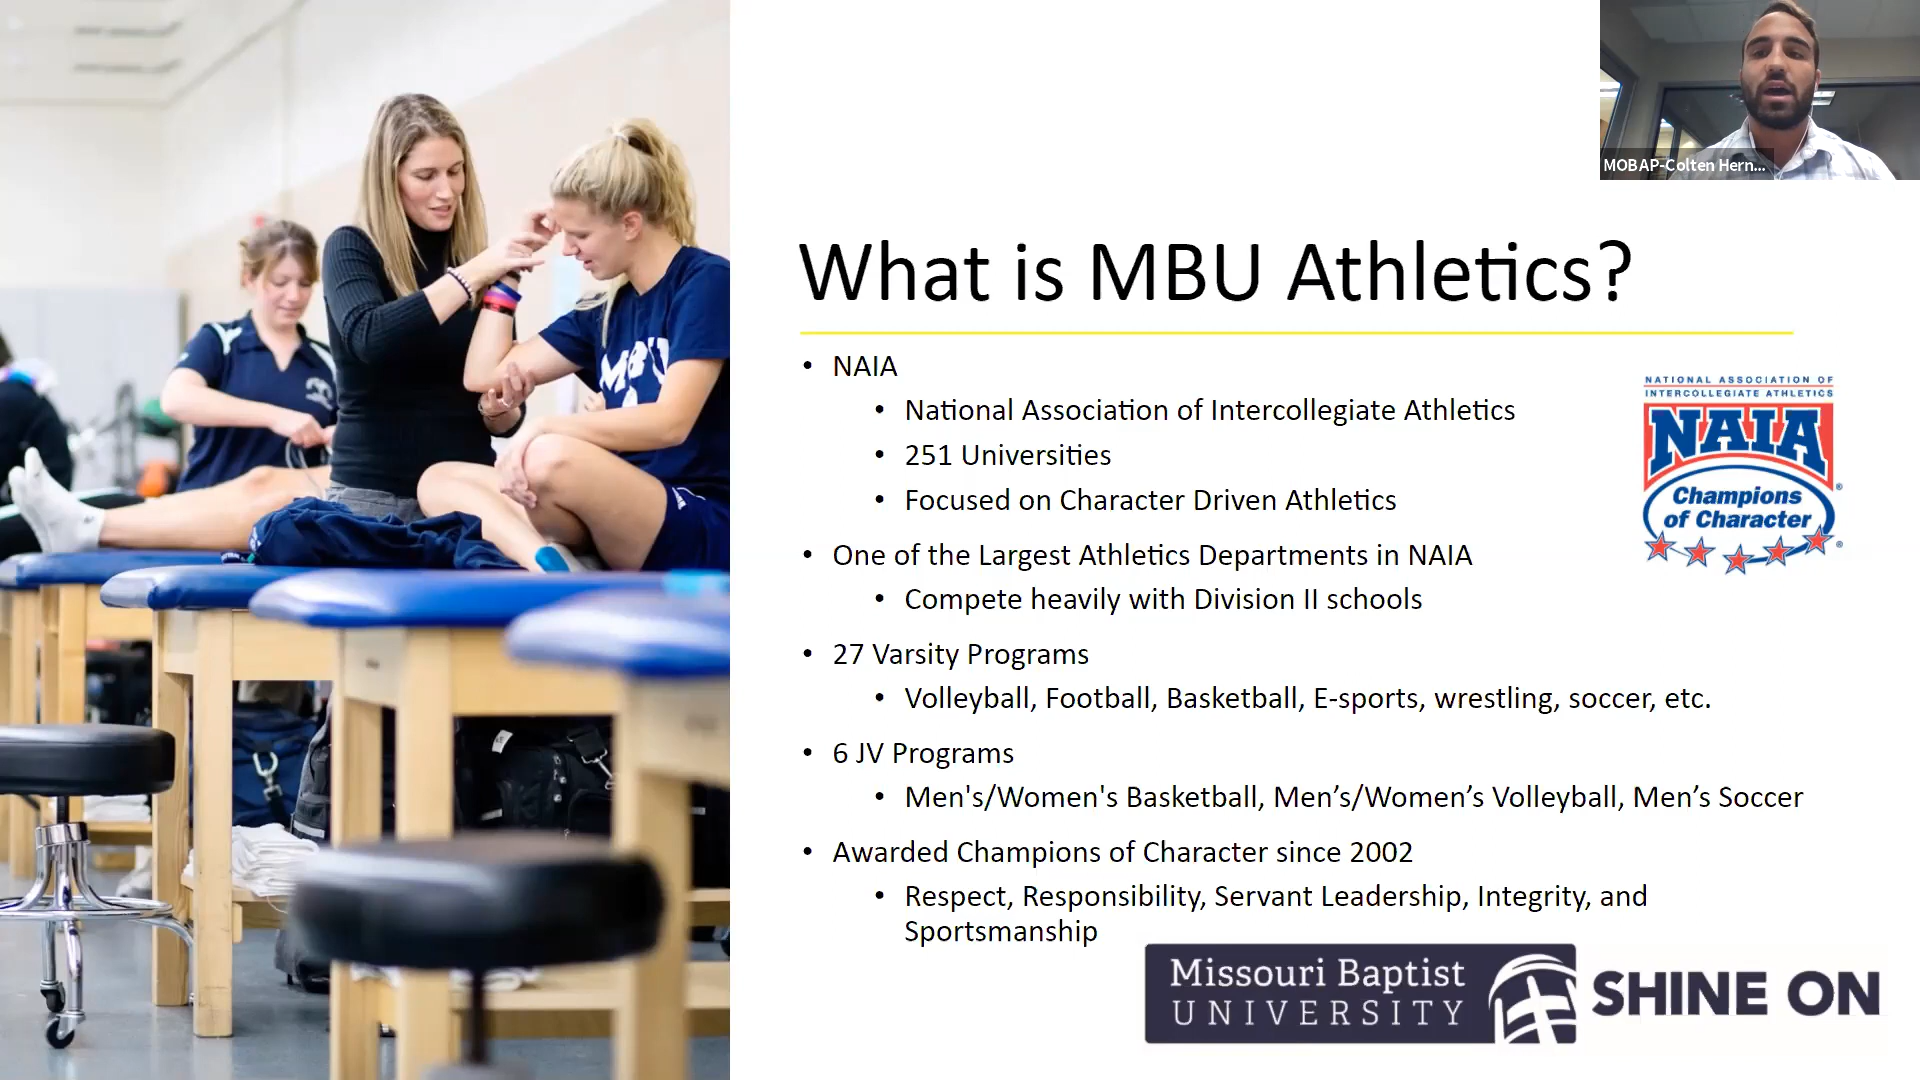 MOBAP-Colten Hern...
What is MBU Athletics?
• NAIA
• National Association of Intercollegiate Athletics
• 251 Universities
• Focused on Character Driven Athletics
• One of the Largest Athletics Departments in NAIA
• Compete heavily with Division II schools
• 27 Varsity Programs
• Volleyball, Football, Basketball, E-sports, wrestling, soccer, etc.
• 6 JV Programs
• Men's/Women's Basketball, Men’s/Women’s Volleyball, Men’s Soccer
• Awarded Champions of Character since 2002
• Respect, Responsibility, Servant Leadership, Integrity, and
Sportsmanship
NATIONAL ASSOCIATION OF
INTERCOLLEGIATE ATHLETICS
NAIA
®
Champions
of Character
®
MBU
Missouri Baptist
UNIVERSITY
SHINE ON